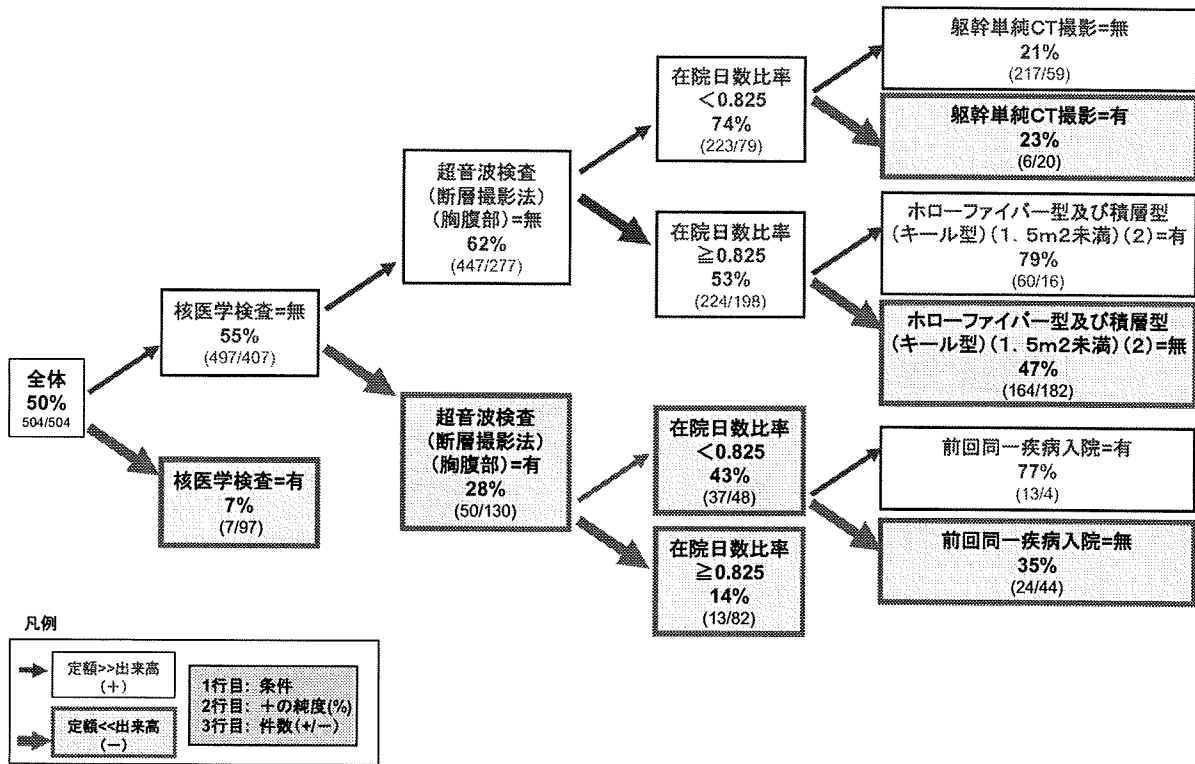 全体
50%
504/504
核医学検査=無
55%
(497/407)
核医学検査=有
7%
(7/97)
超音波検査
(断層撮影法)
(胸腹部)=無
62%
(447/277)
超音波検査
(断層撮影法)
(胸腹部)=有
28%
(50/130)
在院日数比率
<0.825
74%
(223/79)
在院日数比率
≧0.825
53%
(224/198)
在院日数比率
<0.825
43%
(37/48)
在院日数比率
≧0.825
14%
(13/82)
躯幹単純CT撮影=無
21%
(217/59)
躯幹単純CT撮影=有
23%
(6/20)
ホローファイバー型及び積層型
(キール型)(1.5m2未満)(2)=有
79%
(60/16)
ホローファイバー型及び積層型
(キール型)(1.5m2未満)(2)=無
47%
(164/182)
前回同一疾病入院=有
77%
(13/4)
前回同一疾病入院=無
35%
(24/44)
凡例
定額>>出来高
(+)
定額<<出来高
(−)
1行目: 条件
2行目: +の純度(%)
3行目: 件数(+/−)